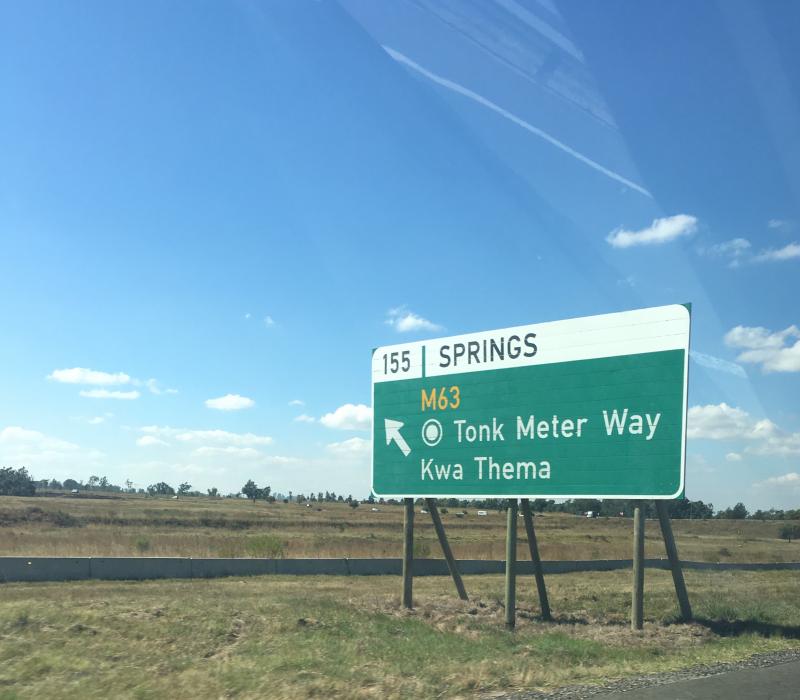 155 SPRINGS
M63
Tonk Meter Way
Kwa Thema